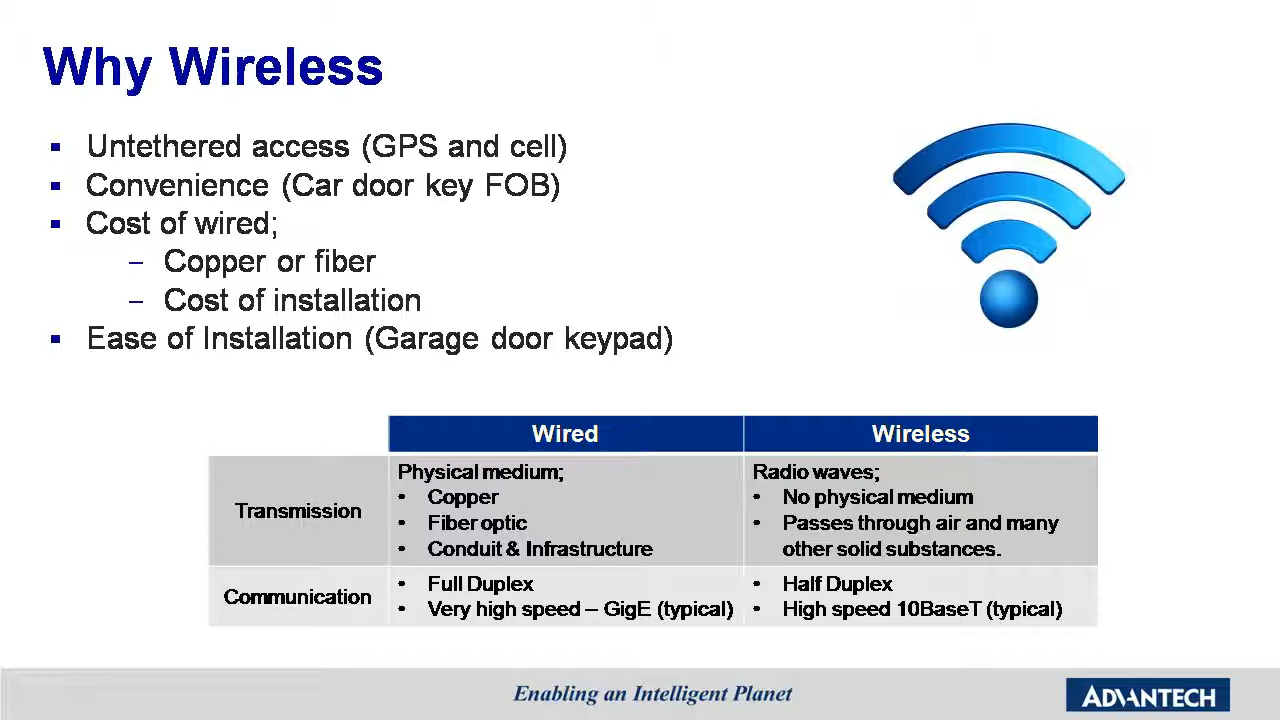 Why Wireless
▪ Untethered access (GPS and cell)
▪ Convenience (Car door key FOB)
▪ Cost of wired;
– Copper or fiber
– Cost of installation
▪ Ease of Installation (Garage door keypad)
Wired
Wireless
Transmission
Physical medium;
• Copper
• Fiber optic
• Conduit & Infrastructure
Radio waves;
• No physical medium
• Passes through air and many
other solid substances.
Communication
• Full Duplex
• Very high speed – GigE (typical)
• Half Duplex
• High speed 10BaseT (typical)
Enabling an Intelligent Planet
ADVANTECH